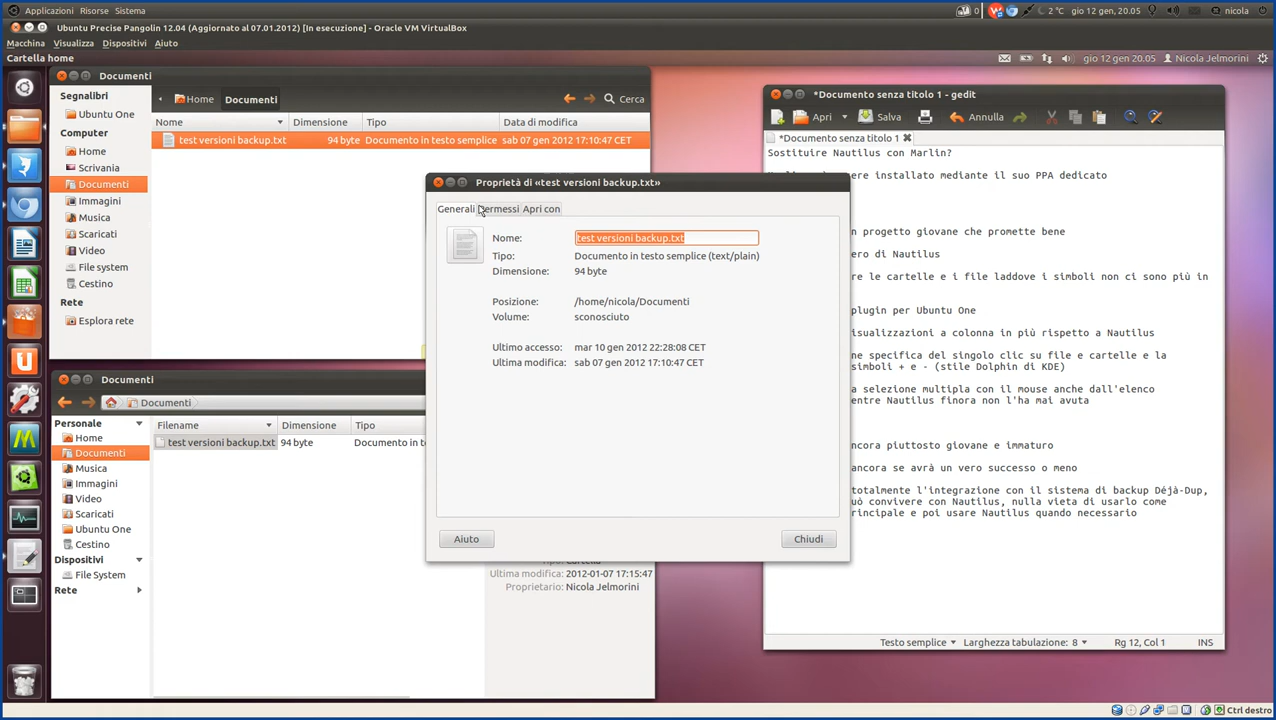 Applicazioni Risorse Sistema
0
2 °C gio 12 gen, 20.05 nicola
Ubuntu Precise Pangolin 12.04 (Aggiornato al 07.01.2012) [In esecuzione] - Oracle VM VirtualBox
Macchina Visualizza Dispositivi Aiuto
Cartella home
gio 12 gen 20:05 Nicola Jelmorini
Documenti
Segnalibri
Ubuntu One
Computer
Home
Scrivania
Documenti
Immagini
Musica
Scaricati
Video
File system
Cestino
Rete
Esplora rete
Home Documenti Cerca
Nome Dimensione Tipo Data di modifica
test versioni backup.txt 94 byte Documento in testo semplice sab 07 gen 2012 17:10:47 CET
Documenti
Documenti
Personale
Home
Documenti
Musica
Immagini
Video
Scaricati
Ubuntu One
Cestino
Dispositivi
File System
Rete
Filename Dimensione Tipo
test versioni backup.txt 94 byte Documento in te
Ultima modifica: 2012-01-07 17:15:47
Proprietario: Nicola Jelmorini
Proprietà di «test versioni backup.txt»
Generali Permessi Apri con
Nome: test versioni backup.txt
Tipo: Documento in testo semplice (text/plain)
Dimensione: 94 byte
Posizione: /home/nicola/Documenti
Volume: sconosciuto
Ultimo accesso: mar 10 gen 2012 22:28:08 CET
Ultima modifica: sab 07 gen 2012 17:10:47 CET
Aiuto Chiudi
*Documento senza titolo 1 - gedit
Apri Salva Annulla
*Documento senza titolo 1
Sostituire Nautilus con Marlin?
ere installato mediante il suo PPA dedicato
n progetto giovane che promette bene
ero di Nautilus
re le cartelle e i file laddove i simboli non ci sono più in
plugin per Ubuntu One
isualizzazioni a colonna in più rispetto a Nautilus
ne specifica del singolo clic su file e cartelle e la
simboli + e - (stile Dolphin di KDE)
a selezione multipla con il mouse anche dall'elenco
entre Nautilus finora non l'ha mai avuta
ncora piuttosto giovane e immaturo
ancora se avrà un vero successo o meno
totalmente l'integrazione con il sistema di backup Déjà-Dup,
uò convivere con Nautilus, nulla vieta di usarlo come
rincipale e poi usare Nautilus quando necessario
Testo semplice Larghezza tabulazione: 8 Rg 12, Col 1 INS
Ctrl destro